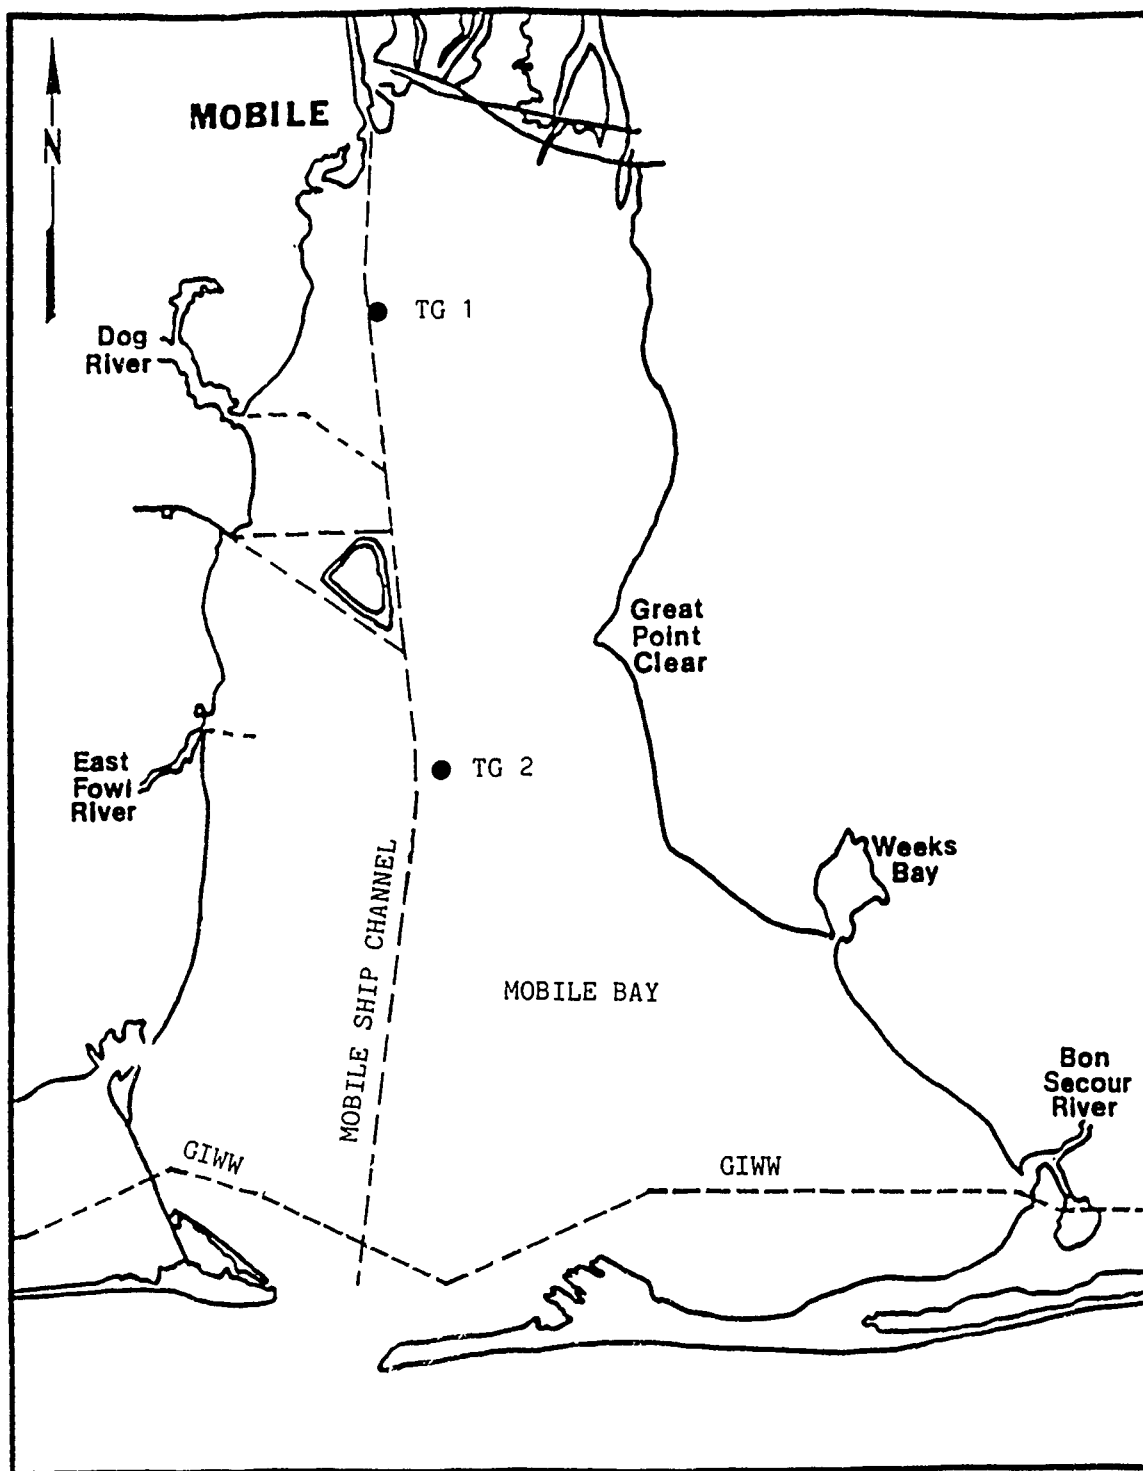 MOBILE
N
TG 1
Dog
River
Great
Point
Clear
East
Fowl
River
TG 2
Weeks
Bay
MOBILE SHIP CHANNEL
MOBILE BAY
Bon
Secour
River
GIWW
GIWW